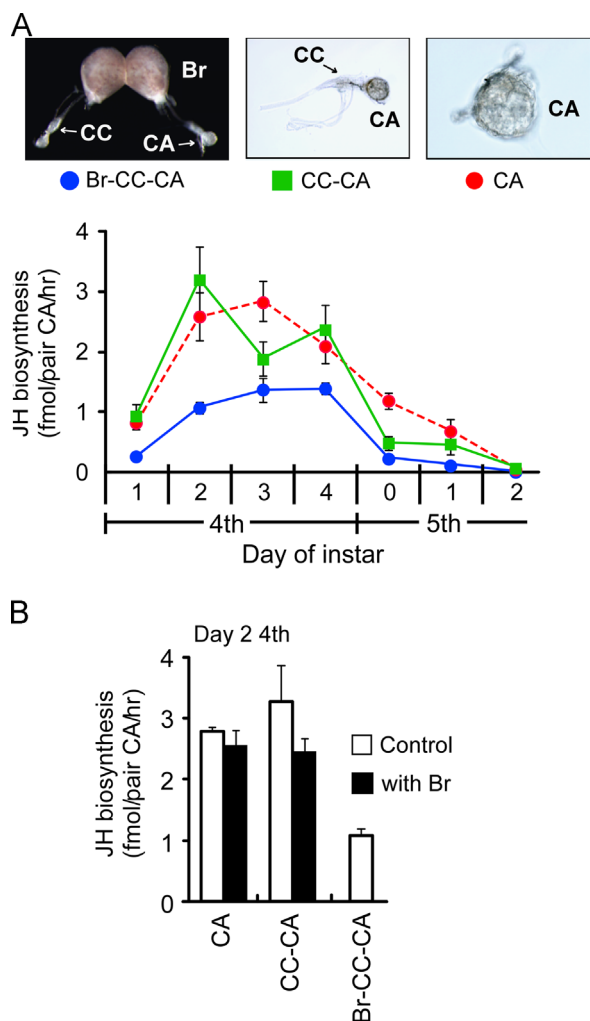 A
Br
CC
CA
CC
CA
CA
Br-CC-CA
CC-CA
CA
JH biosynthesis
(fmol/pair CA/hr)
4
3
2
1
0
1 2 3 4 0 1 2
4th 5th
Day of instar
B
Day 2 4th
JH biosynthesis
(fmol/pair CA/hr)
4
3
2
1
0
Control
with Br
CA
CC-CA
Br-CC-CA